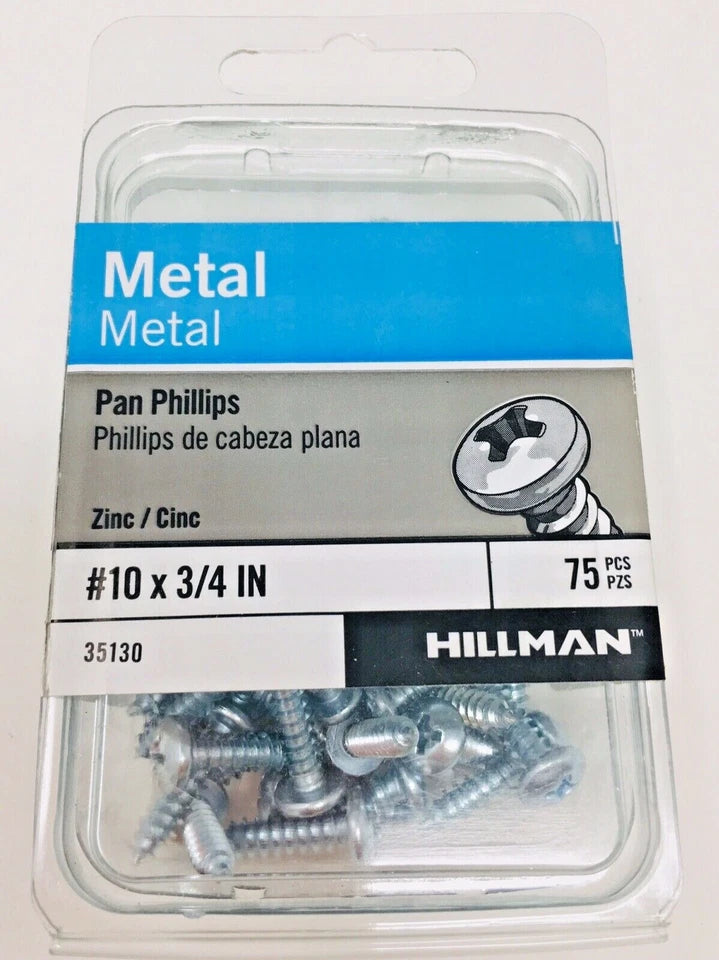 Metal
Metal
Pan Phillips
Phillips de cabeza plana
Zinc / Cinc
#10 x 3/4 IN
75 PCS
PZS
35130
HILLMAN™